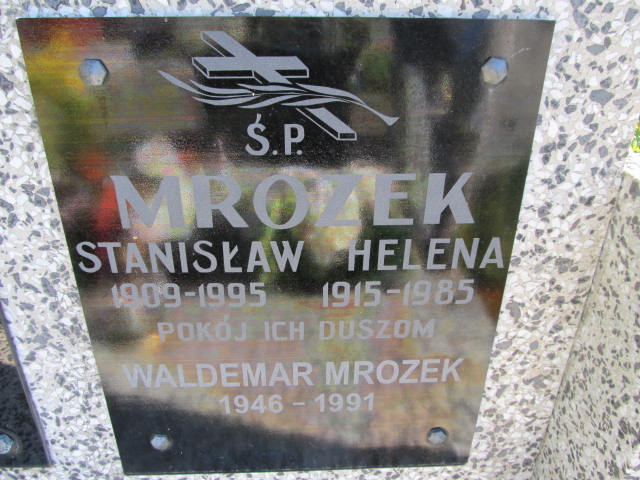 Ś.P.
MROZEK
STANISŁAW HELENA
1909-1995 1915-1985
POKÓJ ICH DUSZOM
WALDEMAR MROZEK
1946 - 1991